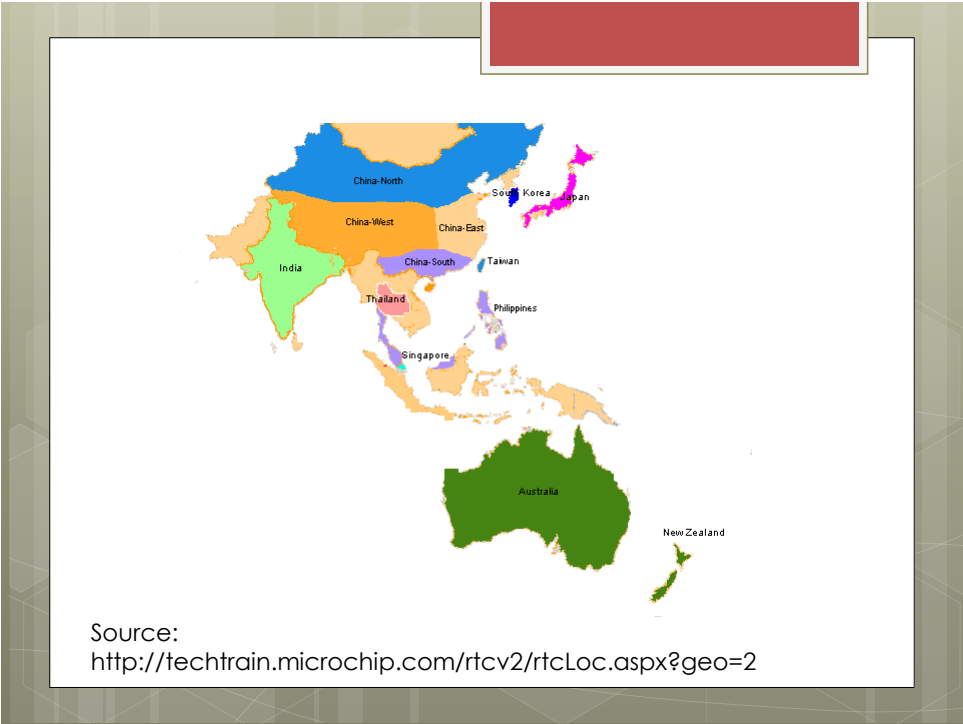 China-North
South Korea
Japan
China-West
China-East
Taiwan
China-South
India
Thailand
Philippines
Singapore
Australia
New Zealand
Source:
http://techtrain.microchip.com/rtcv2/rtcLoc.aspx?geo=2